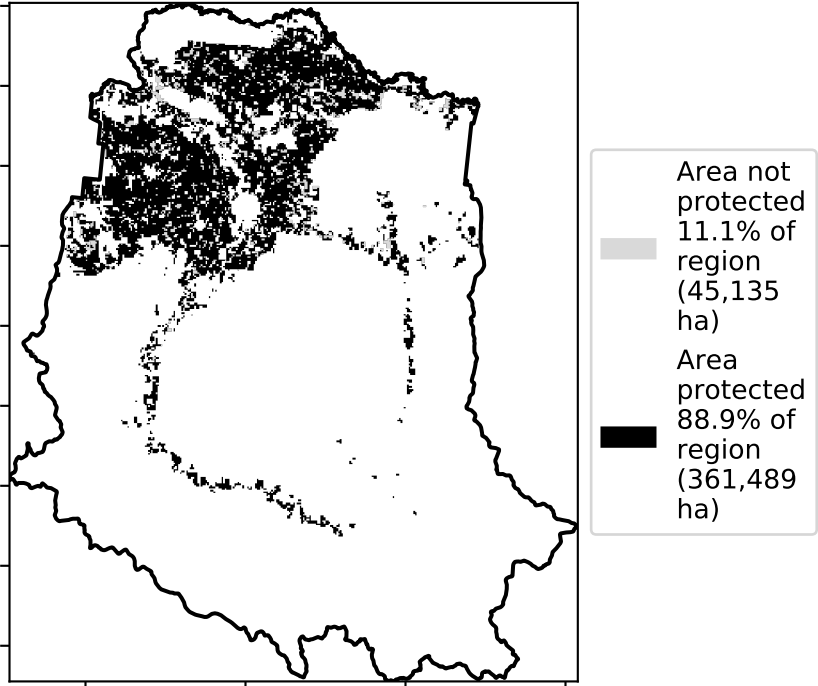 Area not
protected
11.1% of
region
(45,135
ha)
Area
protected
88.9% of
region
(361,489
ha)